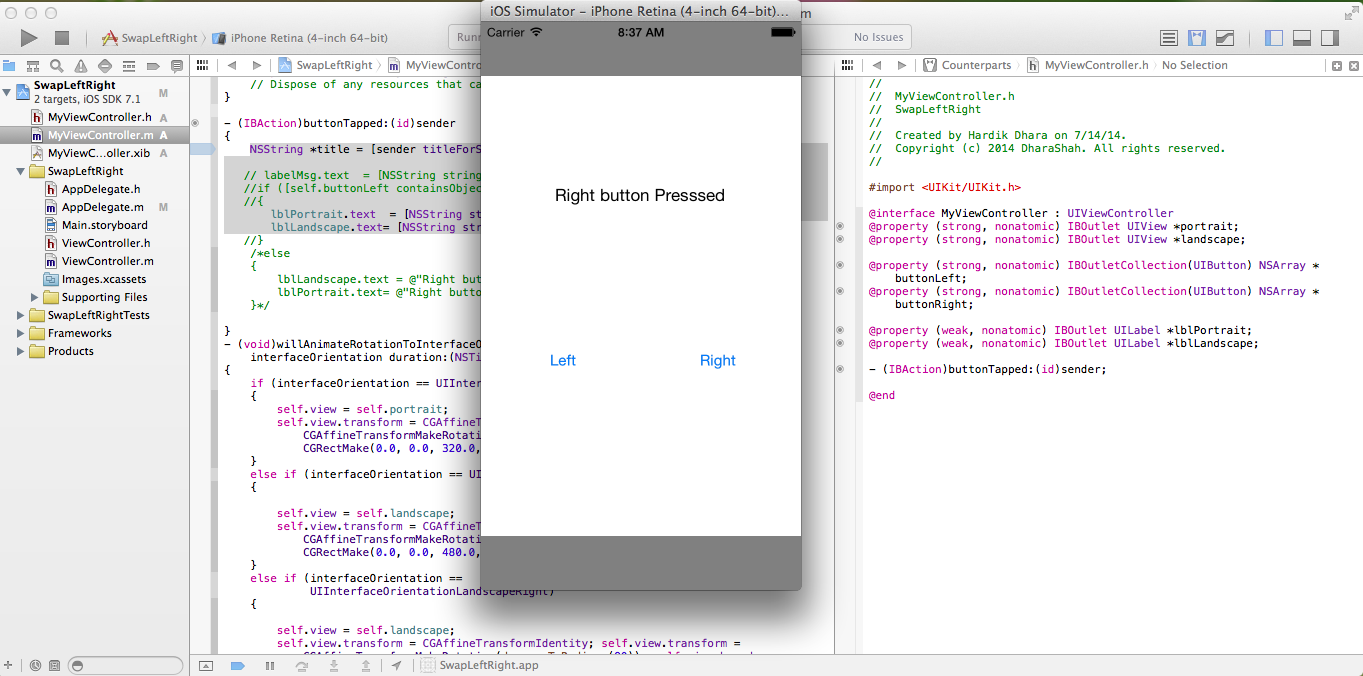 iOS Simulator - iPhone Retina (4-inch 64-bit)...
m
SwapLeftRight
iPhone Retina (4-inch 64-bit)
No Issues
SwapLeftRight
MyViewContro
Counterparts
MyViewController.h
No Selection
SwapLeftRight
M
2 targets, iOS SDK 7.1
MyViewController.h A
MyViewController.m A
MyViewC...oller.xib A
SwapLeftRight
AppDelegate.h
AppDelegate.m M
Main.storyboard
ViewController.h
ViewController.m
Images.xcassets
Supporting Files
SwapLeftRightTests
Frameworks
Products
// Dispose of any resources that ca
}
- (IBAction)buttonTapped:(id)sender
{
NSString *title = [sender titleForS
// labelMsg.text  = [NSString string
//if ([self.buttonLeft containsObjec
//{
lblPortrait.text  = [NSString st
lblLandscape.text= [NSString str
//}
/*else
{
lblLandscape.text = @"Right but
lblPortrait.text= @"Right butto
}*/
}
- (void)willAnimateRotationToInterfaceO
interfaceOrientation duration:(NSTi
{
if (interfaceOrientation == UIInter
{
self.view = self.portrait;
self.view.transform = CGAffineT
CGAffineTransformMakeRotati
CGRectMake(0.0, 0.0, 320.0,
}
else if (interfaceOrientation == UI
{
self.view = self.landscape;
self.view.transform = CGAffineT
CGAffineTransformMakeRotati
CGRectMake(0.0, 0.0, 480.0,
}
else if (interfaceOrientation ==
UIInterfaceOrientationLandscapeRight)
{
self.view = self.landscape;
self.view.transform = CGAffineTransformIdentity; self.view.transform =
SwapLeftRight.app
Carrier
8:37 AM
Right button Presssed
Left
Right
//
//  MyViewController.h
//  SwapLeftRight
//
//  Created by Hardik Dhara on 7/14/14.
//  Copyright (c) 2014 DharaShah. All rights reserved.
//
#import <UIKit/UIKit.h>
@interface MyViewController : UIViewController
@property (strong, nonatomic) IBOutlet UIView *portrait;
@property (strong, nonatomic) IBOutlet UIView *landscape;
@property (strong, nonatomic) IBOutletCollection(UIButton) NSArray *
buttonLeft;
@property (strong, nonatomic) IBOutletCollection(UIButton) NSArray *
buttonRight;
@property (weak, nonatomic) IBOutlet UILabel *lblPortrait;
@property (weak, nonatomic) IBOutlet UILabel *lblLandscape;
- (IBAction)buttonTapped:(id)sender;
@end